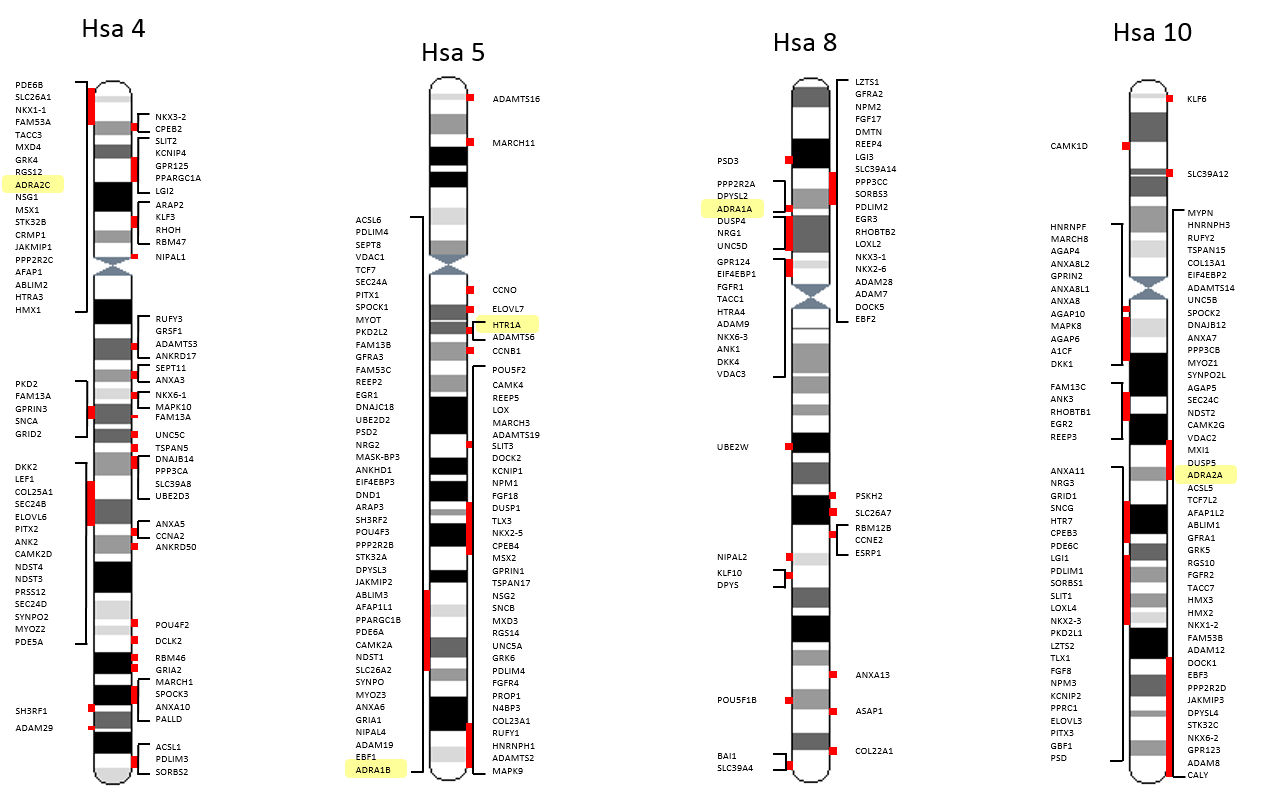 Hsa 4
PDE6B
SLC26A1
NKX1-1
FAM53A
TACC3
MXD4
GRK4
RGS12
ADRA2C
NSG1
MSX1
STK32B
CRMP1
JAKMIP1
PPP2R2C
AFAP1
ABLIM2
HTRA3
HMX1
PKD2
FAM13A
GPRIN3
SNCA
GRID2
DKK2
LEF1
COL25A1
SEC24B
ELOVL6
PITX2
ANK2
CAMK2D
NDST4
NDST3
PRSS12
SEC24D
SYNPO2
MYOZ2
PDE5A
SH3RF1
ADAM29
NKX3-2
CPEB2
SLIT2
KCNIP4
GPR125
PPARGC1A
LGI2
ARAP2
KLF3
RHOH
RBM47
NIPAL1
RUFY3
GRSF1
ADAMTS3
ANKRD17
SEPT11
ANXA3
NKX6-1
MAPK10
FAM13A
UNC5C
TSPAN5
DNAJB14
PPP3CA
SLC39A8
UBE2D3
ANXA5
CCNA2
ANKRD50
POU4F2
DCLK2
RBM46
GRIA2
MARCH1
SPOCK3
ANXA10
PALLD
ACSL1
PDLIM3
SORBS2
Hsa 5
ACSL6
PDLIM4
SEPT8
VDAC1
TCF7
SEC24A
PITX1
SPOCK1
MYOT
PKD2L2
FAM13B
GFRA3
FAM53C
REEP2
EGR1
DNAJC18
UBE2D2
PSD2
NRG2
MASK-BP3
ANKHD1
EIF4EBP3
DND1
ARAP3
SH3RF2
POU4F3
PPP2R2B
STK32A
DPYSL3
JAKMIP2
ABLIM3
AFAP1L1
PPARGC1B
PDE6A
CAMK2A
NDST1
SLC26A2
SYNPO
MYOZ3
ANXA6
GRIA1
NIPAL4
ADAM19
EBF1
ADRA1B
ADAMTS16
MARCH11
CCNO
ELOVL7
HTR1A
ADAMTS6
CCNB1
POU5F2
CAMK4
REEP5
LOX
MARCH3
ADAMTS19
SLIT3
DOCK2
KCNIP1
NPM1
FGF18
DUSP1
TLX3
NKX2-5
CPEB4
MSX2
GPRIN1
TSPAN17
NSG2
SNCB
MXD3
RGS14
UNC5A
GRK6
PDLIM4
FGFR4
PROP1
N4BP3
COL23A1
RUFY1
HNRNPH1
ADAMTS2
MAPK9
Hsa 8
PSD3
PPP2R2A
DPYSL2
ADRA1A
DUSP4
NRG1
UNC5D
GPR124
EIF4EBP1
FGFR1
TACC1
HTRA4
ADAM9
NKX6-3
ANK1
DKK4
VDAC3
UBE2W
NIPAL2
KLF10
DPYS
POU5F1B
BAI1
SLC39A4
LZTS1
GFRA2
NPM2
FGF17
DMTN
REEP4
LGI3
SLC39A14
PPP3CC
SORBS3
PDLIM2
EGR3
RHOBTB2
LOXL2
NKX3-1
NKX2-6
ADAM28
ADAM7
DOCK5
EBF2
PSKH2
SLC26A7
RBM12B
CCNE2
ESRP1
ANXA13
ASAP1
COL22A1
Hsa 10
CAMK1D
HNRNPF
MARCH8
AGAP4
ANXA8L2
GPRIN2
ANXA8L1
ANXA8
AGAP10
MAPK8
AGAP6
A1CF
DKK1
FAM13C
ANK3
RHOBTB1
EGR2
REEP3
ANXA11
NRG3
GRID1
SNCG
HTR7
CPEB3
PDE6C
LGI1
PDLIM1
SORBS1
SLIT1
LOXL4
NKX2-3
PKD2L1
LZTS2
TLX1
FGF8
NPM3
KCNIP2
PPRC1
ELOVL3
PITX3
GBF1
PSD
KLF6
SLC39A12
MYPN
HNRNPH3
RUFY2
TSPAN15
COL13A1
EIF4EBP2
ADAMTS14
UNC5B
SPOCK2
DNAJB12
ANXA7
PPP3CB
MYOZ1
SYNPO2L
AGAP5
SEC24C
NDST2
CAMK2G
VDAC2
MXI1
DUSP5
ADRA2A
ACSL5
TCF7L2
AFAP1L2
ABLIM1
GFRA1
GRK5
RGS10
FGFR2
TACC7
HMX3
HMX2
NKX1-2
FAM53B
ADAM12
DOCK1
EBF3
PPP2R2D
JAKMIP3
DPYSL4
STK32C
NKX6-2
GPR123
ADAM8
CALY